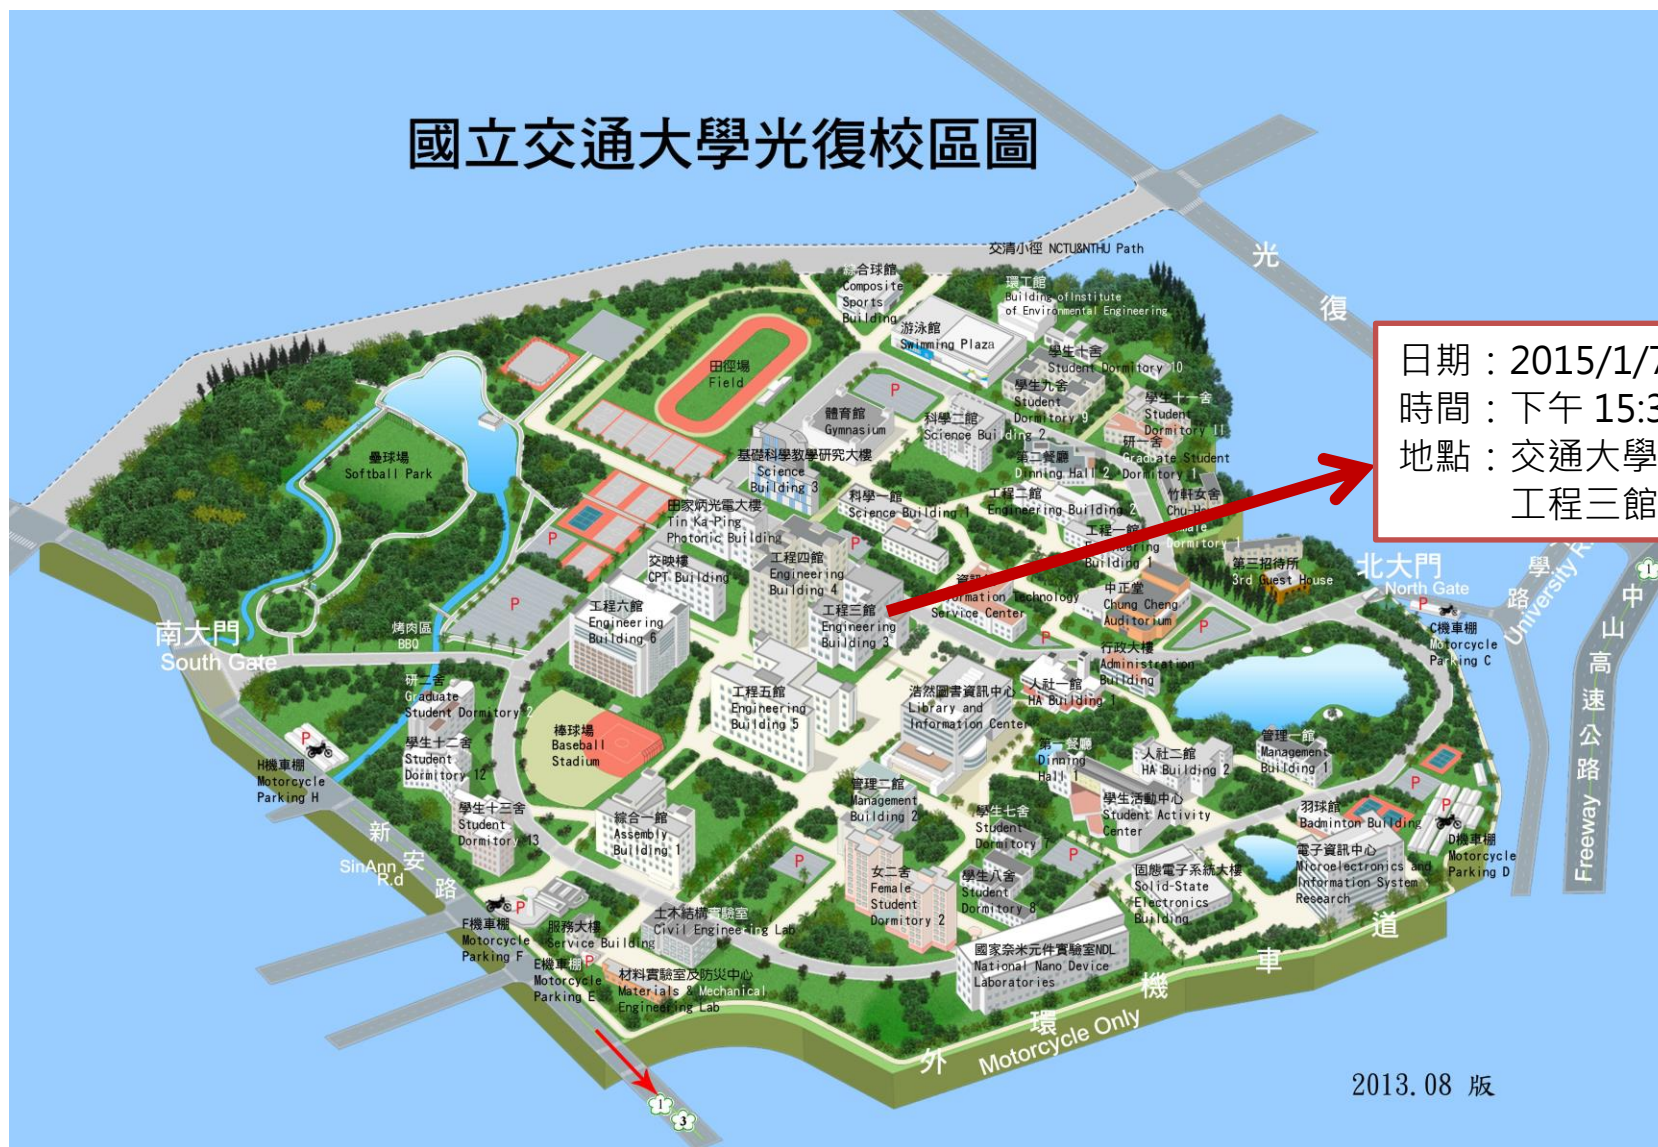 國立交通大學光復校區圖
交清小徑 NCTU&NTHU Path
光
復
綜合球館
Composite
Sports
Building
環工館
Building ofInstitute
of Environmental Engineering
游泳館
Swimming Plaza
田徑場
Field
學生十舍
Student Dormitory 10
學生九舍
Student
Dormitory 9
學生十一舍
Student
Dormitory 11
日期：2015/1/7
時間：下午 15:3
地點：交通大學
工程三館
體育館
Gymnasium
科學二館
Science Building 2
研一舍
Graduate Student
Dormitory 1
第二餐廳
Dinning Hall 2
壘球場
Softball Park
基礎科學教學研究大樓
Science
Building 3
科學一館
Science Building 1
工程二館
Engineering Building 2
竹軒女舍
Dormitory 1
田家炳光電大樓
Tin Ka-Ping
Photonic Building
工程一館
Engineering
Building 1
P
P
P
交映樓
CPT Building
工程四館
Engineering
Building 4
第三招待所
3rd Guest House
北大門
North Gate
學
路
University
中
山
高
速
公
路
Freeway
1
P
C機車棚
Motorcycle
Parking C
Service Center
中正堂
Chung Cheng
Auditorium
P
P
P
工程六館
Engineering
Building 6
工程三館
Engineering
Building 3
南大門
South Gate
烤肉區
BBQ
行政大樓
Administration
Building
研二舍
Graduate
Student Dormitory 2
工程五館
Engineering
Building 5
浩然圖書資訊中心
Library and
Information Center
人社一館
HA Building 1
棒球場
Baseball
Stadium
學生十二舍
Student
Dormitory 12
P
H機車棚
Motorcycle
Parking H
第一餐廳
Dinning
Hall 1
人社二館
HA Building 2
管理一館
Management
Building 1
管理二館
Management
Building 2
學生十三舍
Student
Dormitory 13
綜合一館
Assembly
Building 1
學生七舍
Student
Dormitory 7
學生活動中心
Student Activity
Center
羽球館
Badminton Building
P
P
D機車棚
Motorcycle
Parking D
新
安
路
SinAnn
R.d
P
P
女二舍
Female
Student
Dormitory 2
學生八舍
Student
Dormitory 8
固態電子系統大樓
Solid-State
Electronics
Building
電子資訊中心
Microelectronics and
Information System
Research
P
F機車棚
Motorcycle
Parking F
服務大樓
Service Building
土木結構實驗室
Civil Engineering Lab
P
E機車棚
Motorcycle
Parking E
材料實驗室及防災中心
Materials & Mechanical
Engineering Lab
國家奈米元件實驗室NDL
National Nano Device
Laboratories
外
環
機
車
道
Motorcycle Only
1
3
2013.08 版